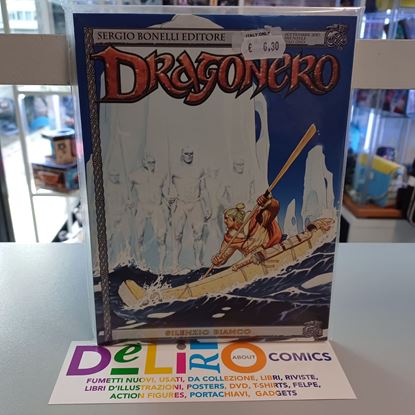 SERGIO BONELLI EDITORE
ITALY ONLY
€ 6,30
DRAGONERO
SILENZIO BIANCO
DeLiRiO ABOUT COMICS
FUMETTI NUOVI, USATI, DA COLLEZIONE, LIBRI, RIVISTE,
LIBRI D'ILLUSTRAZIONI, POSTERS, DVD, T-SHIRTS, FELPE,
ACTION FIGURES, PORTACHIAVI, GADGETS